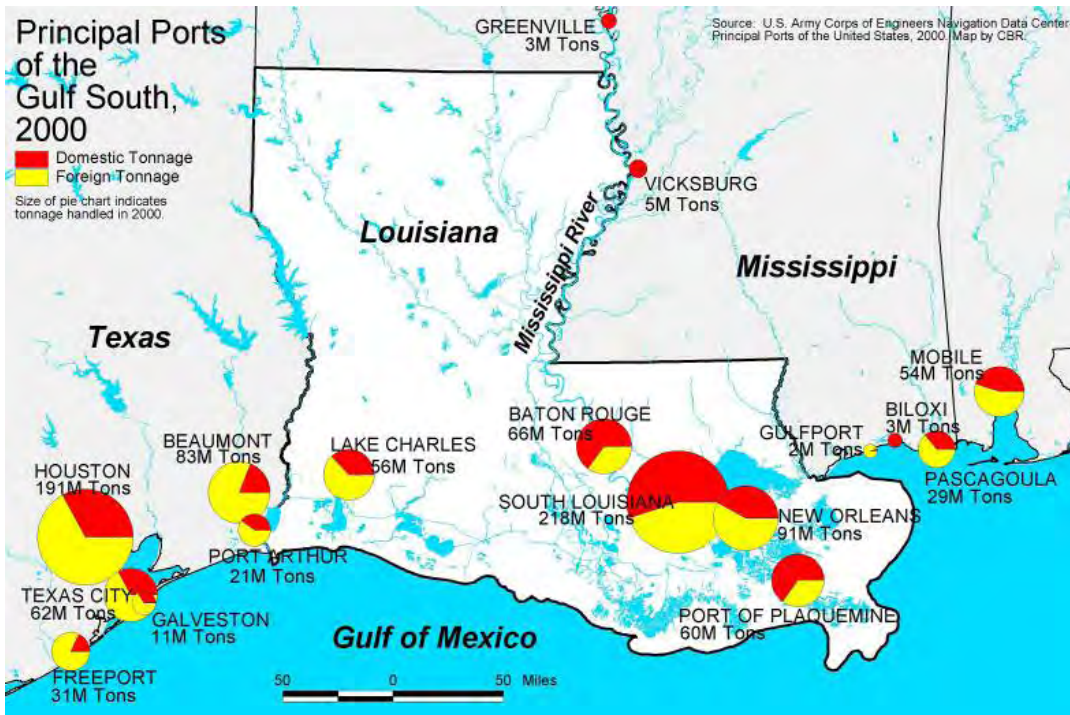 Principal Ports
of the
Gulf South,
2000
Domestic Tonnage
Foreign Tonnage
Size of pie chart indicates
tonnage handled in 2000.
Source: U.S. Army Corps of Engineers Navigation Data Center
Principal Ports of the United States, 2000. Map by CBR.
GREENVILLE
3M Tons
VICKSBURG
5M Tons
Louisiana
Mississippi River
Mississippi
Texas
MOBILE
54M Tons
BILOXI
3M Tons
GULFPORT
2M Tons
PASCAGOULA
29M Tons
BATON ROUGE
66M Tons
BEAUMONT
83M Tons
LAKE CHARLES
56M Tons
HOUSTON
191M Tons
SOUTH LOUISIANA
218M Tons
NEW ORLEANS
91M Tons
PORT ARTHUR
21M Tons
TEXAS CITY
62M Tons
GALVESTON
11M Tons
PORT OF PLAQUEMINE
60M Tons
Gulf of Mexico
FREEPORT
31M Tons
50 0 50 Miles